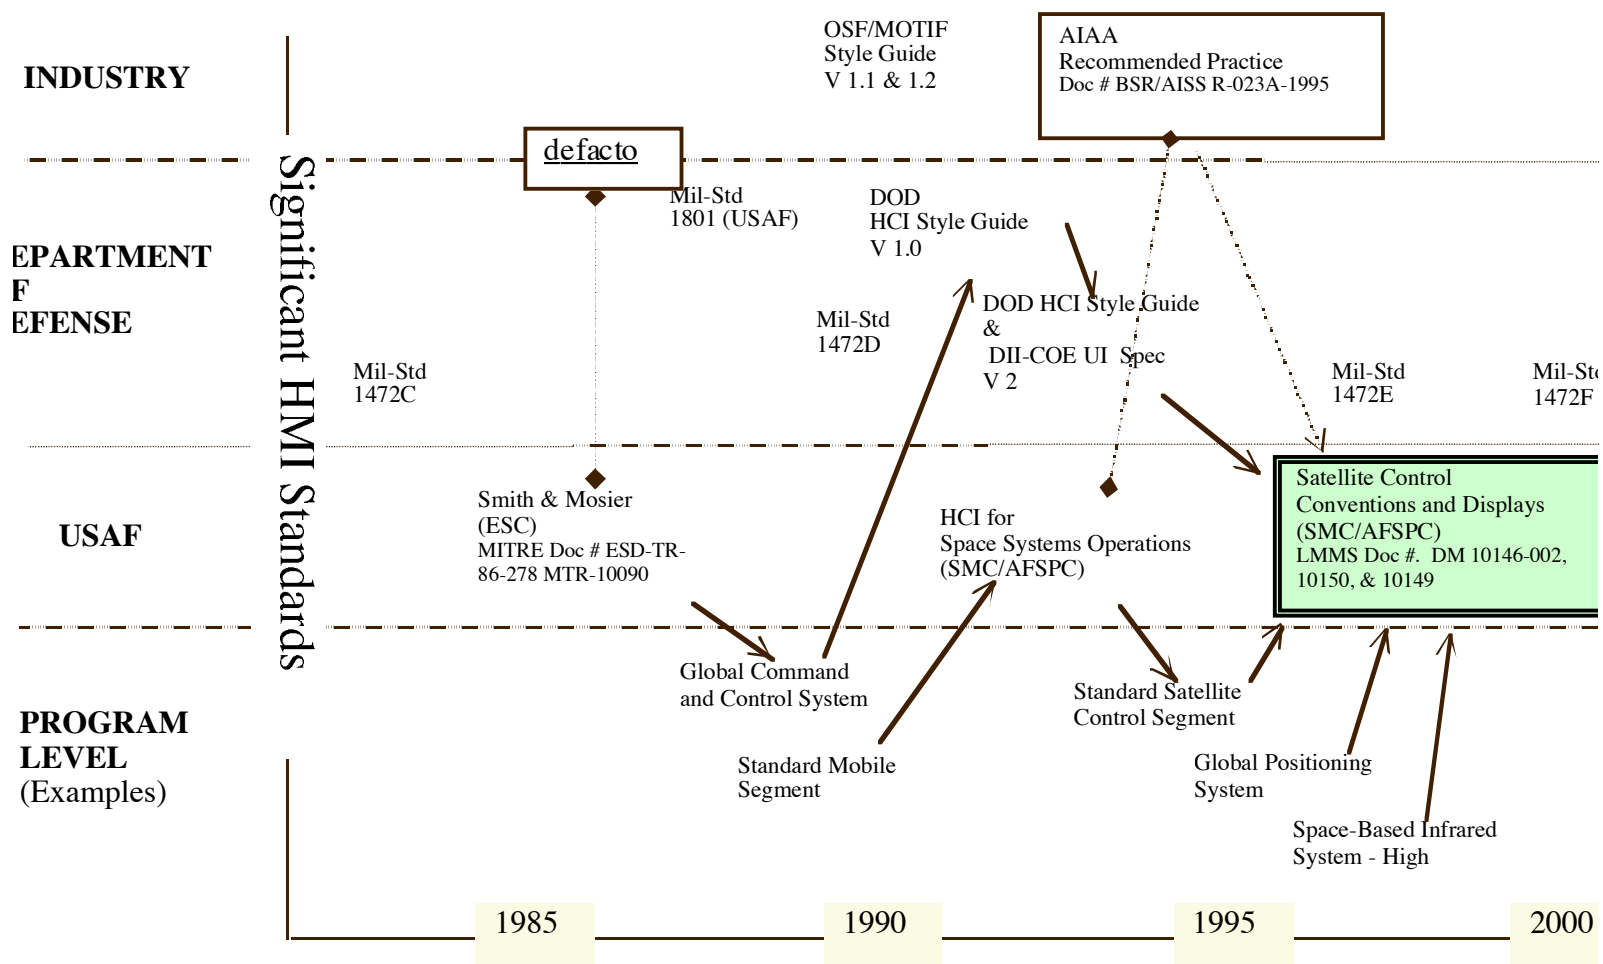 OSF/MOTIF
Style Guide
V 1.1 & 1.2
AIAA
Recommended Practice
Doc # BSR/AISS R-023A-1995
INDUSTRY
defacto
Significant HMI Standards
Mil-Std
1801 (USAF)
DOD
HCI Style Guide
V 1.0
EPARTMENT
F
EFENSE
DOD HCI Style Guide
&
DII-COE UI Spec
V 2
Mil-Std
1472D
Mil-Std
1472C
Mil-Std
1472E
Mil-Std
1472F
USAF
Smith & Mosier
(ESC)
MITRE Doc # ESD-TR-
86-278 MTR-10090
HCI for
Space Systems Operations
(SMC/AFSPC)
Satellite Control
Conventions and Displays
(SMC/AFSPC)
LMMS Doc #. DM 10146-002,
10150, & 10149
PROGRAM
LEVEL
(Examples)
Global Command
and Control System
Standard Mobile
Segment
Standard Satellite
Control Segment
Global Positioning
System
Space-Based Infrared
System - High
1985
1990
1995
2000